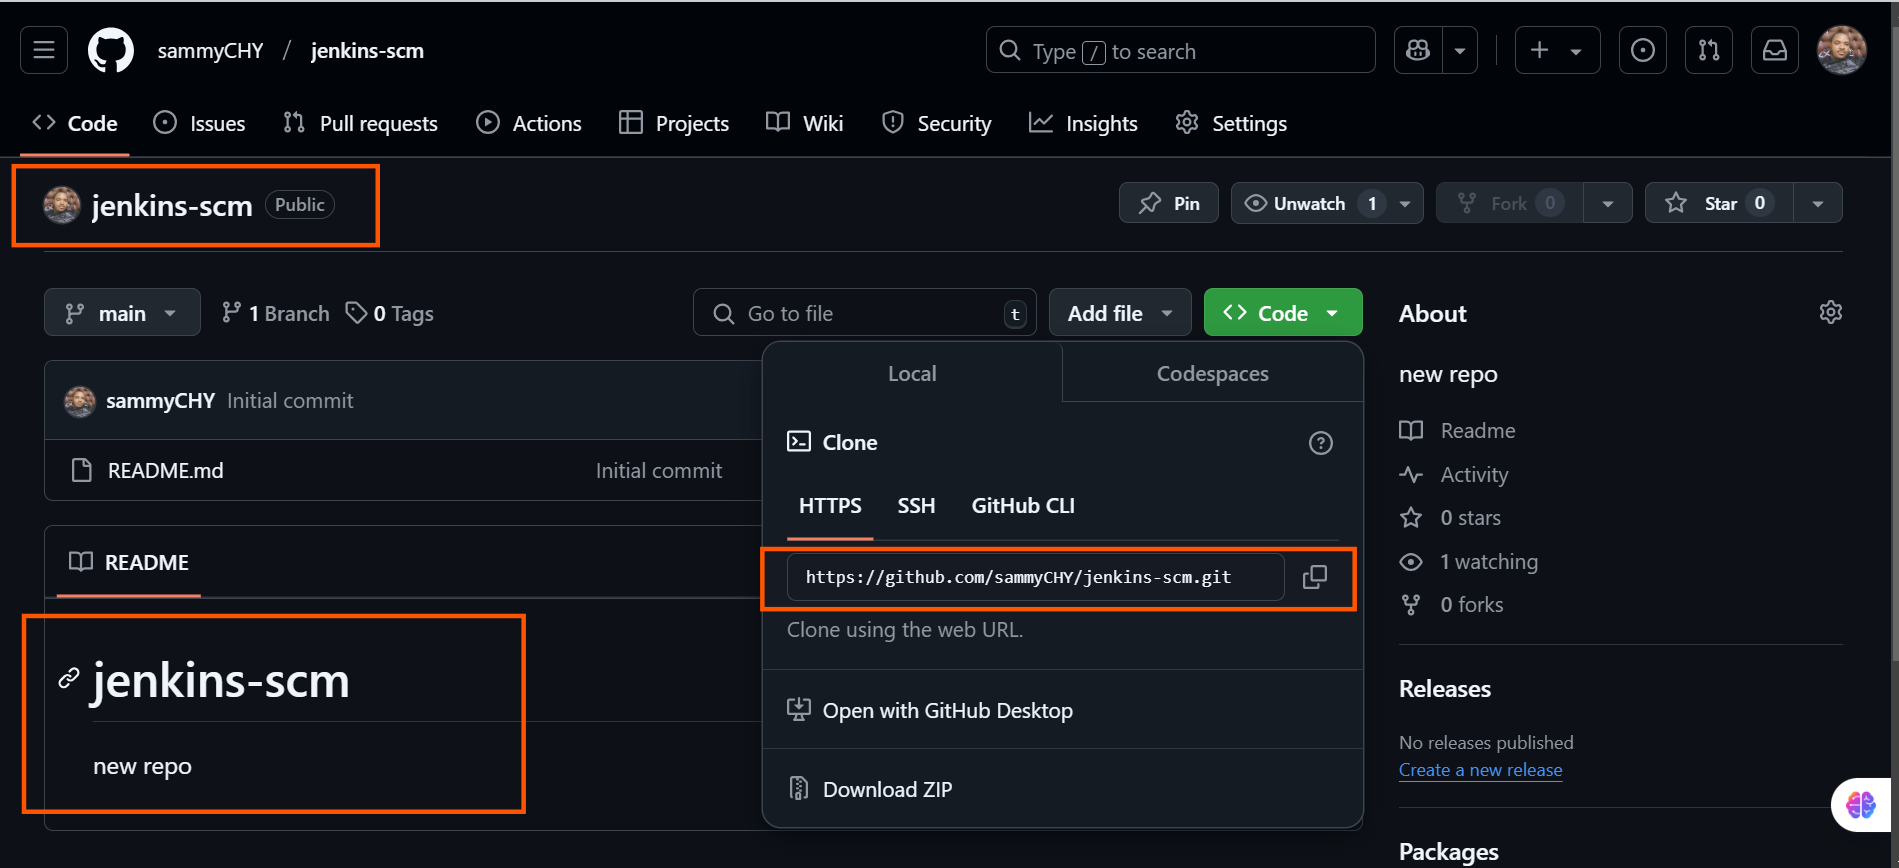 sammyCHY / jenkins-scm
Type / to search
Code
Issues
Pull requests
Actions
Projects
Wiki
Security
Insights
Settings
jenkins-scm Public
Pin
Unwatch 1
Fork 0
Star 0
main
1 Branch
0 Tags
Go to file t
Add file
Code
Local
Codespaces
sammyCHY Initial commit
README.md Initial commit
Clone
HTTPS SSH GitHub CLI
https://github.com/sammyCHY/jenkins-scm.git
Clone using the web URL.
Open with GitHub Desktop
Download ZIP
README
jenkins-scm
new repo
About
new repo
Readme
Activity
0 stars
1 watching
0 forks
Releases
No releases published
Create a new release
Packages